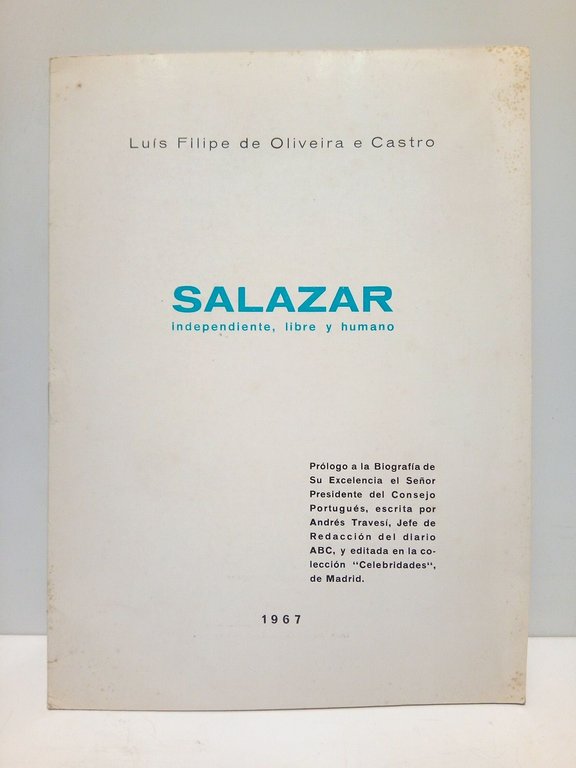 Luís Filipe de Oliveira e Castro
SALAZAR
independiente, libre y humano
Prólogo a la Biografía de
Su Excelencia el Señor
Presidente del Consejo
Portugués, escrita por
Andrés Travesí, Jefe de
Redacción del diario
ABC, y editada en la co-
lección "Celebridades",
de Madrid.
1967